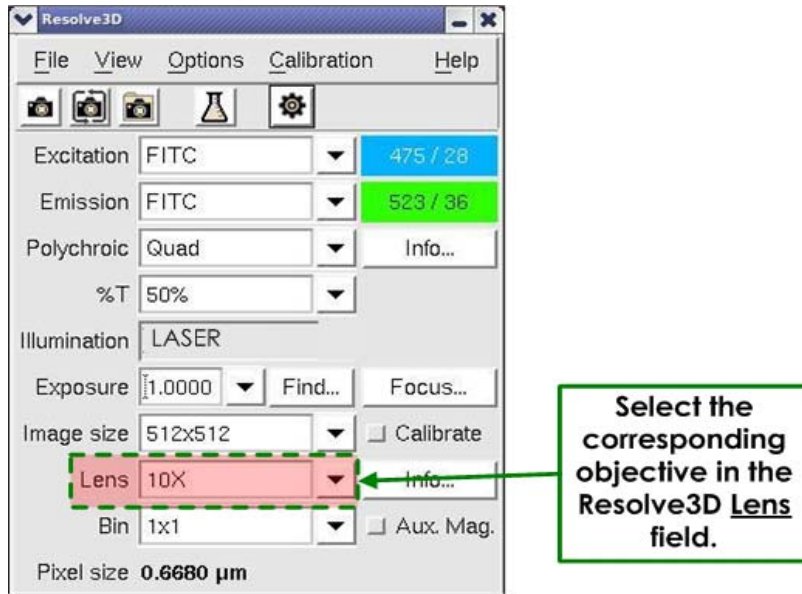 Resolve3D
File View Options Calibration Help
Excitation FITC 475 / 28
Emission FITC 523 / 36
Polychroic Quad Info...
%T 50%
Illumination LASER
Exposure 1.0000 Find... Focus...
Image size 512x512 Calibrate
Lens 10X Info...
Bin 1x1 Aux. Mag.
Pixel size 0.6680 µm
Select the
corresponding
objective in the
Resolve3D Lens
field.